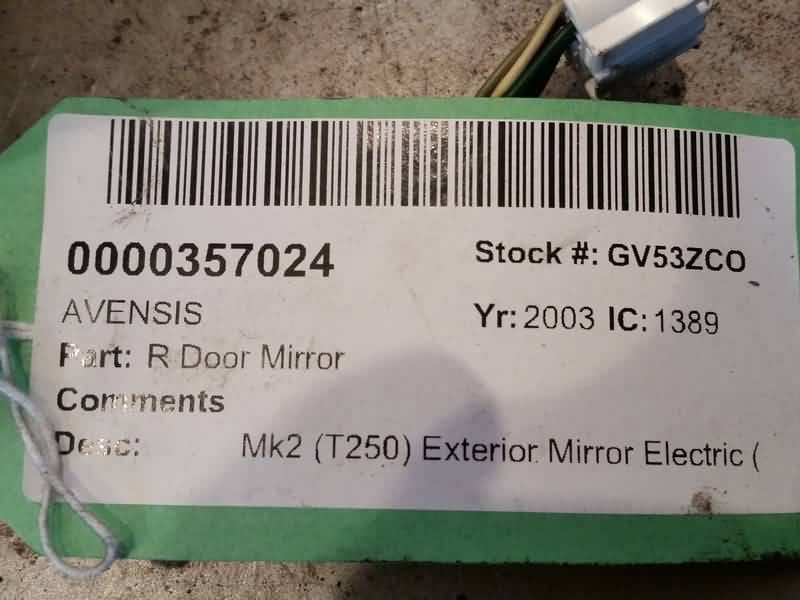 0000357024 Stock #: GV53ZCO
AVENSIS Yr: 2003 IC: 1389
Part: R Door Mirror
Comments
Desc: Mk2 (T250) Exterior Mirror Electric (